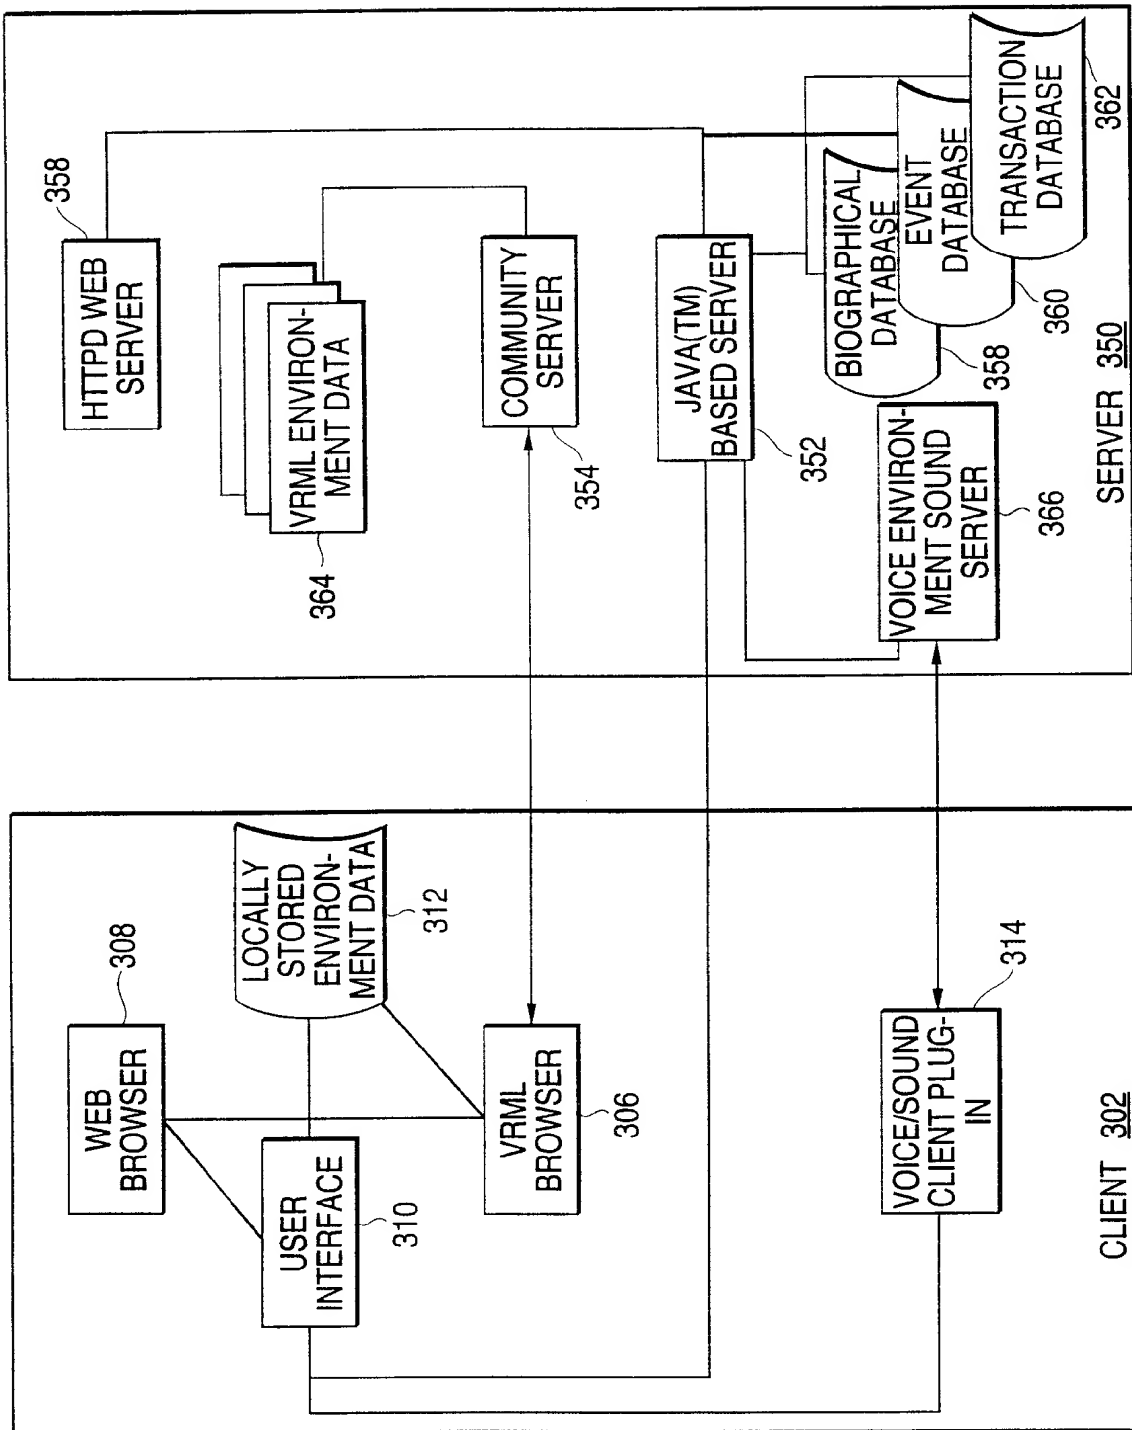 WEB
BROWSER
308
USER
INTERFACE
310
LOCALLY
STORED
ENVIRON-
MENT DATA
312
VRML
BROWSER
306
VOICE/SOUND
CLIENT PLUG-
IN
314
CLIENT 302
HTTPD WEB
SERVER
358
VRML ENVIRON-
MENT DATA
364
COMMUNITY
SERVER
354
JAVA(TM)
BASED SERVER
352
BIOGRAPHICAL
DATABASE
358
EVENT
DATABASE
360
TRANSACTION
DATABASE
362
VOICE ENVIRON-
MENT SOUND
SERVER
366
SERVER 350